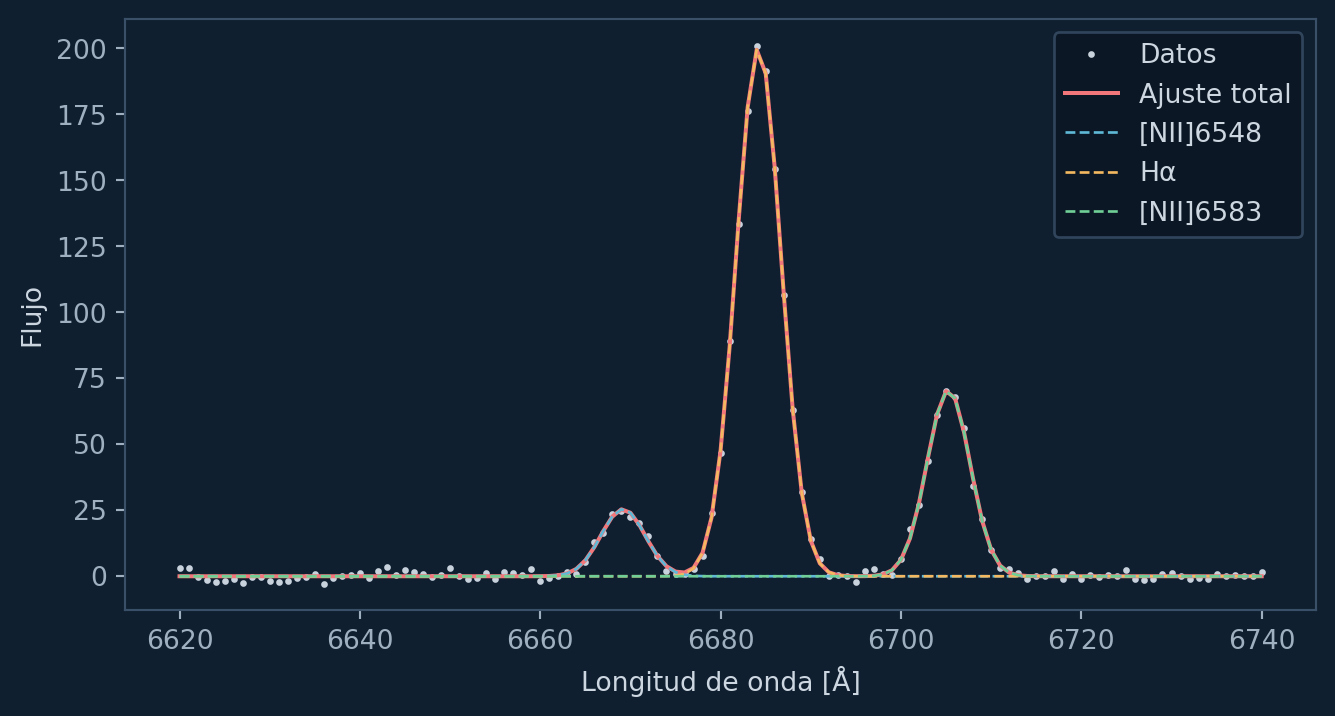 200
175
150
125
100
75
50
25
0
Flujo
6620 6640 6660 6680 6700 6720 6740
Longitud de onda [Å]
Datos
Ajuste total
[NII]6548
Hα
[NII]6583